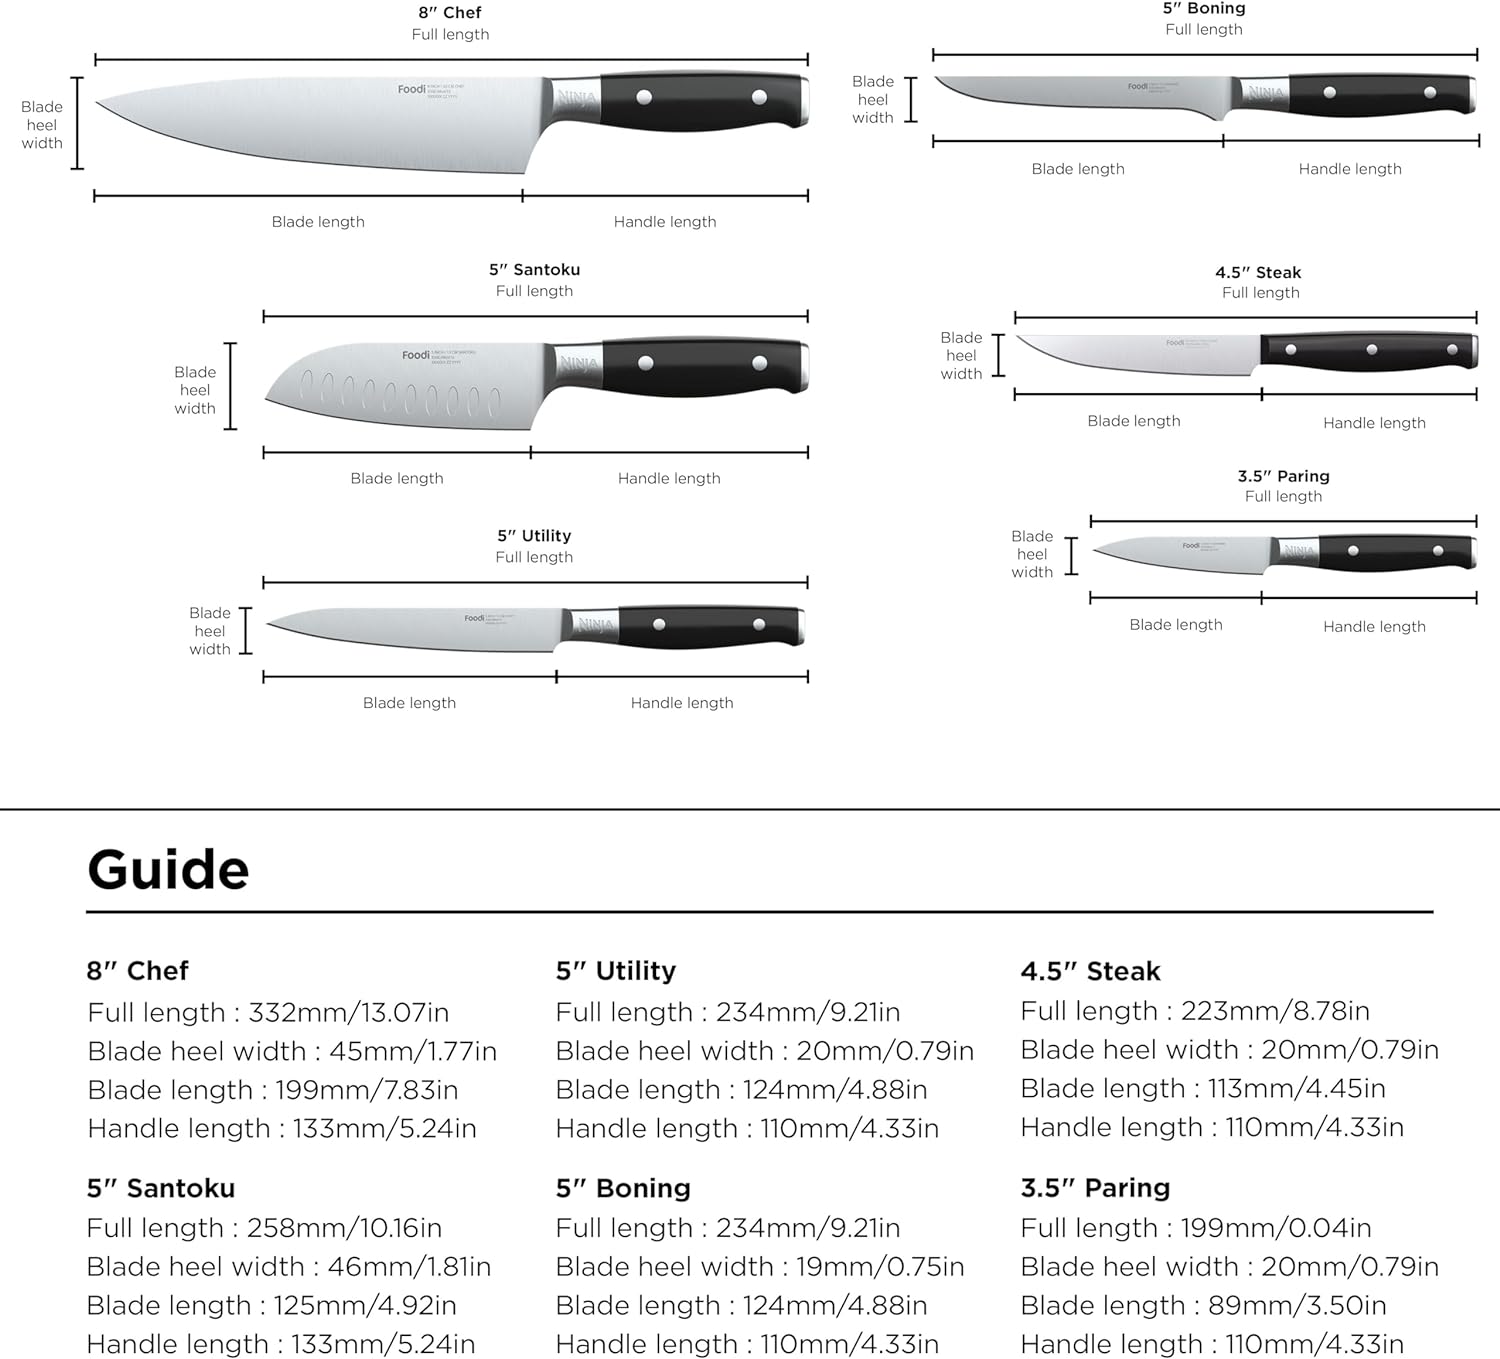 8" Chef
Full length
Blade
heel
width
Foodi
NINJA
Blade length
Handle length
5" Boning
Full length
Blade
heel
width
Foodi
NINJA
Blade length
Handle length
5" Santoku
Full length
Blade
heel
width
Foodi
NINJA
Blade length
Handle length
4.5" Steak
Full length
Blade
heel
width
Foodi
Blade length
Handle length
3.5" Paring
Full length
Blade
heel
width
Foodi
NINJA
Blade length
Handle length
5" Utility
Full length
Blade
heel
width
Foodi
NINJA
Blade length
Handle length
Guide
8" Chef
Full length : 332mm/13.07in
Blade heel width : 45mm/1.77in
Blade length : 199mm/7.83in
Handle length : 133mm/5.24in
5" Utility
Full length : 234mm/9.21in
Blade heel width : 20mm/0.79in
Blade length : 124mm/4.88in
Handle length : 110mm/4.33in
4.5" Steak
Full length : 223mm/8.78in
Blade heel width : 20mm/0.79in
Blade length : 113mm/4.45in
Handle length : 110mm/4.33in
5" Santoku
Full length : 258mm/10.16in
Blade heel width : 46mm/1.81in
Blade length : 125mm/4.92in
Handle length : 133mm/5.24in
5" Boning
Full length : 234mm/9.21in
Blade heel width : 19mm/0.75in
Blade length : 124mm/4.88in
Handle length : 110mm/4.33in
3.5" Paring
Full length : 199mm/0.04in
Blade heel width : 20mm/0.79in
Blade length : 89mm/3.50in
Handle length : 110mm/4.33in